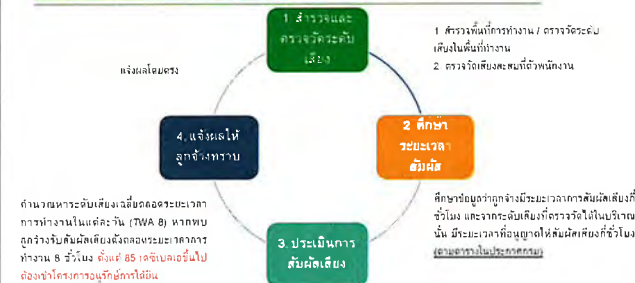 1 สำรวจและ
ตรวจวัดระดับ
เสียง
1 สำรวจพื้นที่การทำงาน / ตรวจวัดระดับ
เสียงในพื้นที่ทำงาน
2. ตรวจวัดเสียงสะสมที่ตัวพนักงาน
แจ้งผลโดยตรง
2 ศึกษา
ระยะเวลา
สัมผัส
4. แจ้งผลให้
ลูกจ้างทราบ
ศึกษาข้อมูลว่าลูกจ้างมีระยะเวลาการสัมผัสเสียงกี่
ชั่วโมง และจากระดับเสียงที่ตรวจวัดได้ในบริเวณ
นั้น มีระยะเวลาที่อนุญาตให้สัมผัสเสียงกี่ชั่วโมง
(ตามตารางในประกาศกรม)
3. ประเมินการ
สัมผัสเสียง
คำนวณหาระดับเสียงเฉลี่ยตลอดระยะเวลา
การทำงานในแต่ละวัน (TWA 8) หากพบ
ลูกจ้างรับสัมผัสเสียงดังตลอดระยะเวลาการ
ทำงาน 8 ชั่วโมง ตั้งแต่ 85 เดซิเบลเอขึ้นไป
ต้องเข้าโครงการอนุรักษ์การได้ยิน